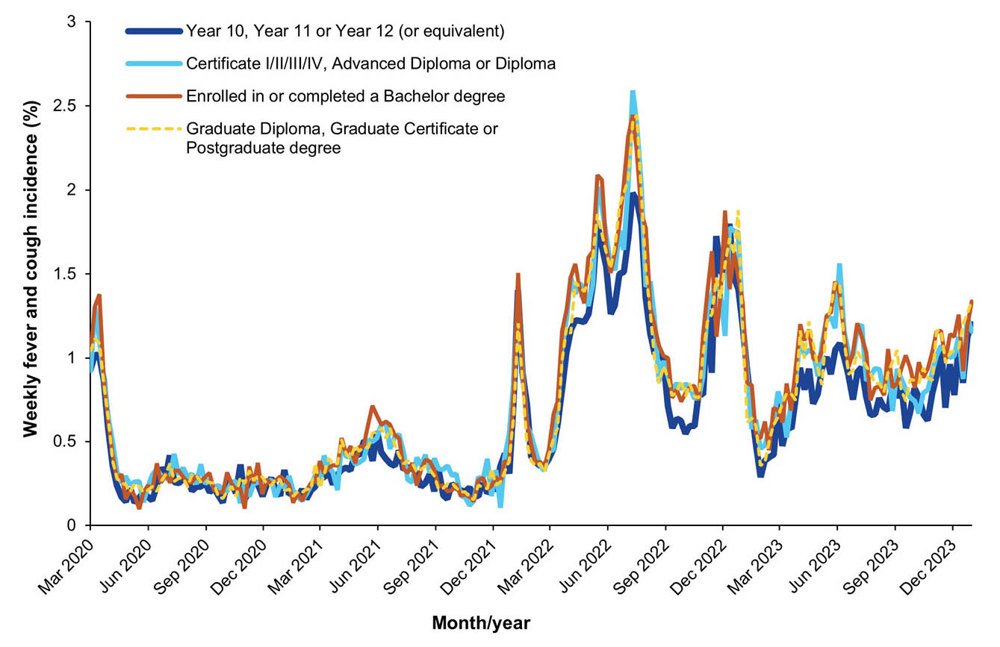 3
Year 10, Year 11 or Year 12 (or equivalent)
Certificate I/II/III/IV, Advanced Diploma or Diploma
2.5
Enrolled in or completed a Bachelor degree
Graduate Diploma, Graduate Certificate or
Postgraduate degree
2
1.5
1
0.5
0
Weekly fever and cough incidence (%)
Mar 2020
Jun 2020
Sep 2020
Dec 2020
Mar 2021
Jun 2021
Sep 2021
Dec 2021
Mar 2022
Jun 2022
Sep 2022
Dec 2022
Mar 2023
Jun 2023
Sep 2023
Dec 2023
Month/year